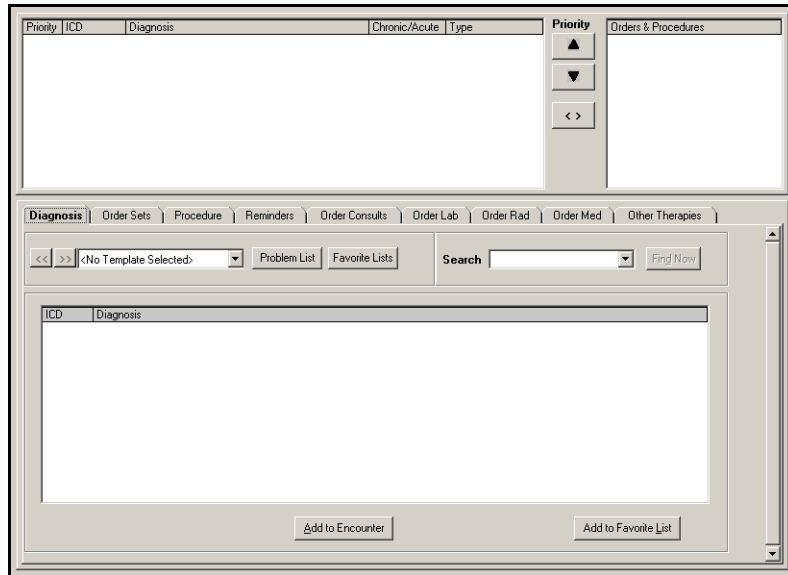 Priority ICD Diagnosis Chronic/Acute Type Priority Orders & Procedures
< >
Diagnosis Order Sets Procedure Reminders Order Consults Order Lab Order Rad Order Med Other Therapies
<< >> <No Template Selected> Problem List Favorite Lists Search Find Now
ICD Diagnosis
Add to Encounter Add to Favorite List